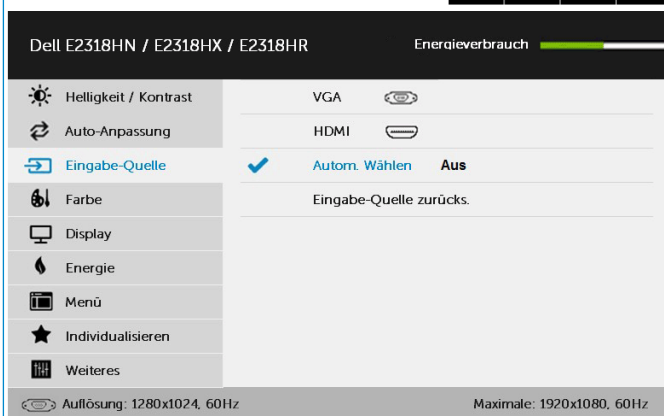 Dell E2318HN / E2318HX / E2318HR Energieverbrauch
Helligkeit / Kontrast VGA
Auto-Anpassung HDMI
Eingabe-Quelle Autom. Wählen Aus
Farbe Eingabe-Quelle zurücks.
Display
Energie
Menü
Individualisieren
Weiteres
Auflösung: 1280x1024, 60Hz Maximale: 1920x1080, 60Hz